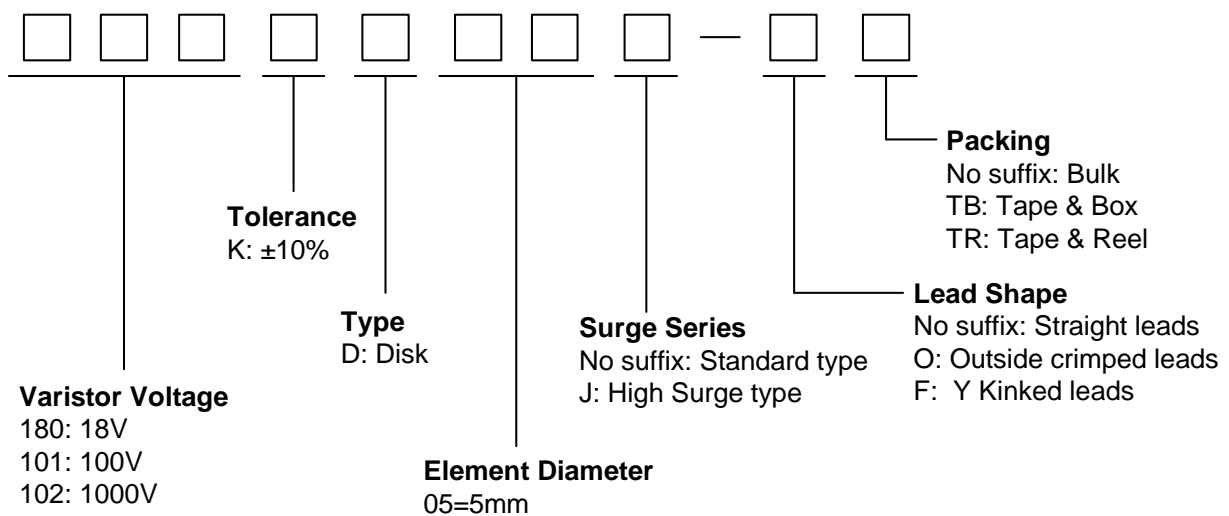 Packing
No suffix: Bulk
TB: Tape & Box
TR: Tape & Reel
Tolerance
K: ±10%
Lead Shape
No suffix: Straight leads
O: Outside crimped leads
F: Y Kinked leads
Type
D: Disk
Surge Series
No suffix: Standard type
J: High Surge type
Varistor Voltage
180: 18V
101: 100V
102: 1000V
Element Diameter
05=5mm